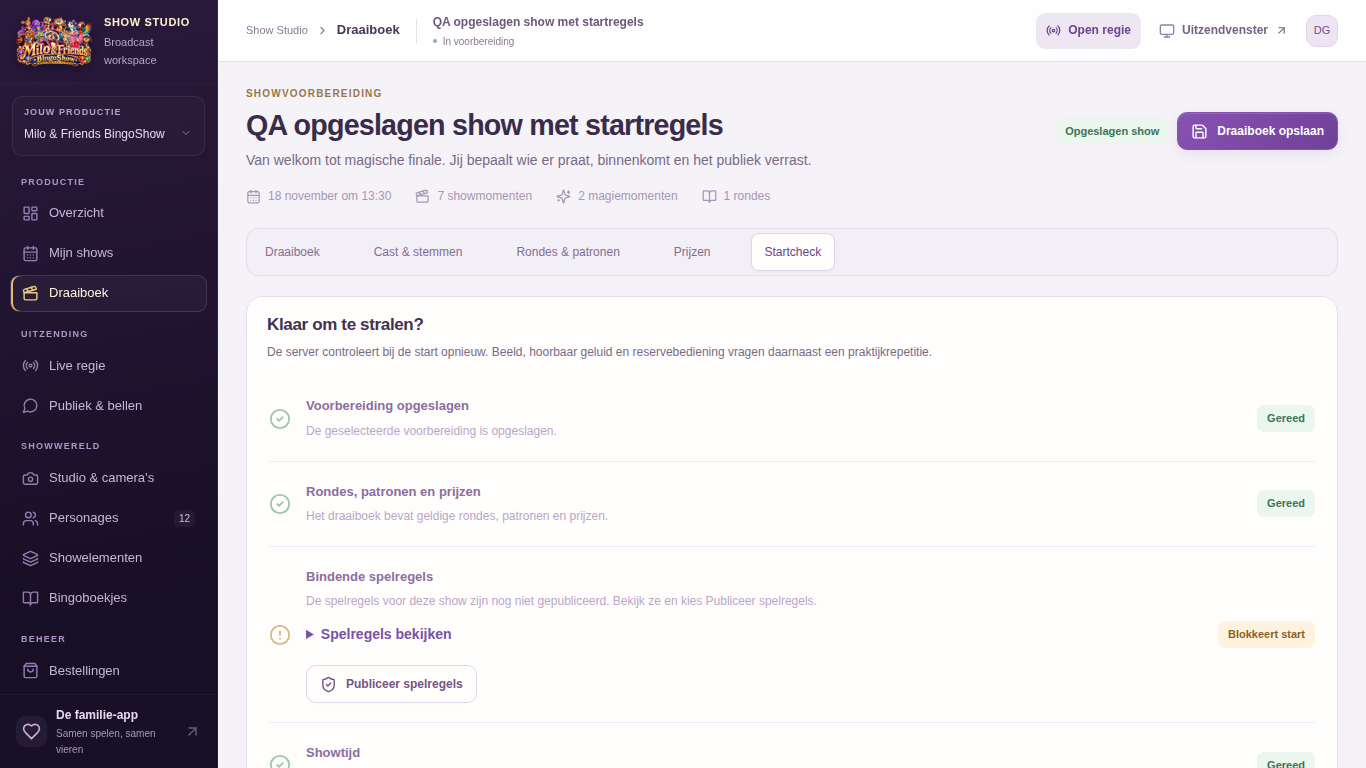 Milo & Friends
BingoShow
SHOW STUDIO
Broadcast
workspace
JOUW PRODUCTIE
Milo & Friends BingoShow
PRODUCTIE
Overzicht
Mijn shows
Draaiboek
UITZENDING
Live regie
Publiek & bellen
SHOWWERELD
Studio & camera's
Personages
12
Showelementen
Bingoboekjes
BEHEER
Bestellingen
De familie-app
Samen spelen, samen
vieren
Show Studio
Draaiboek
QA opgeslagen show met startregels
In voorbereiding
Open regie
Uitzendvenster
DG
SHOWVOORBEREIDING
QA opgeslagen show met startregels
Van welkom tot magische finale. Jij bepaalt wie er praat, binnenkomt en het publiek verrast.
Opgeslagen show
Draaiboek opslaan
18 november om 13:30
7 showmomenten
2 magiemomenten
1 rondes
Draaiboek
Cast & stemmen
Rondes & patronen
Prijzen
Startcheck
Klaar om te stralen?
De server controleert bij de start opnieuw. Beeld, hoorbaar geluid en reservebediening vragen daarnaast een praktijkrepetitie.
Voorbereiding opgeslagen
De geselecteerde voorbereiding is opgeslagen.
Gereed
Rondes, patronen en prijzen
Het draaiboek bevat geldige rondes, patronen en prijzen.
Gereed
Bindende spelregels
De spelregels voor deze show zijn nog niet gepubliceerd. Bekijk ze en kies Publiceer spelregels.
Spelregels bekijken
Blokkeert start
Publiceer spelregels
Showtijd
Gereed